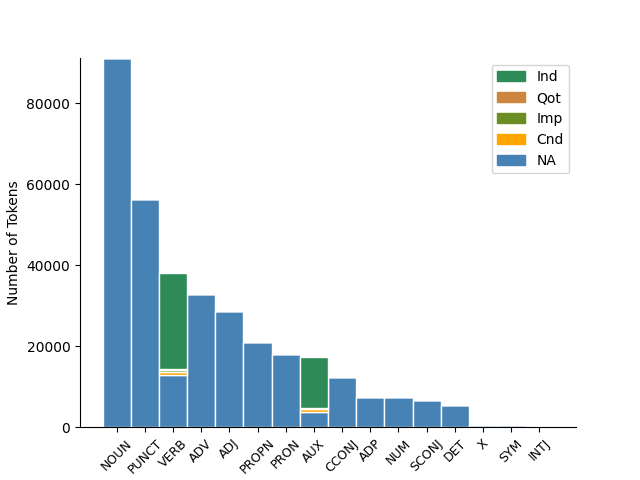 Ind
Qot
Imp
Cnd
NA
Number of Tokens
80000
60000
40000
20000
0
NOUN
PUNCT
VERB
ADV
ADJ
PROPN
PRON
AUX
CCONJ
ADP
NUM
SCONJ
DET
X
SYM
INTJ